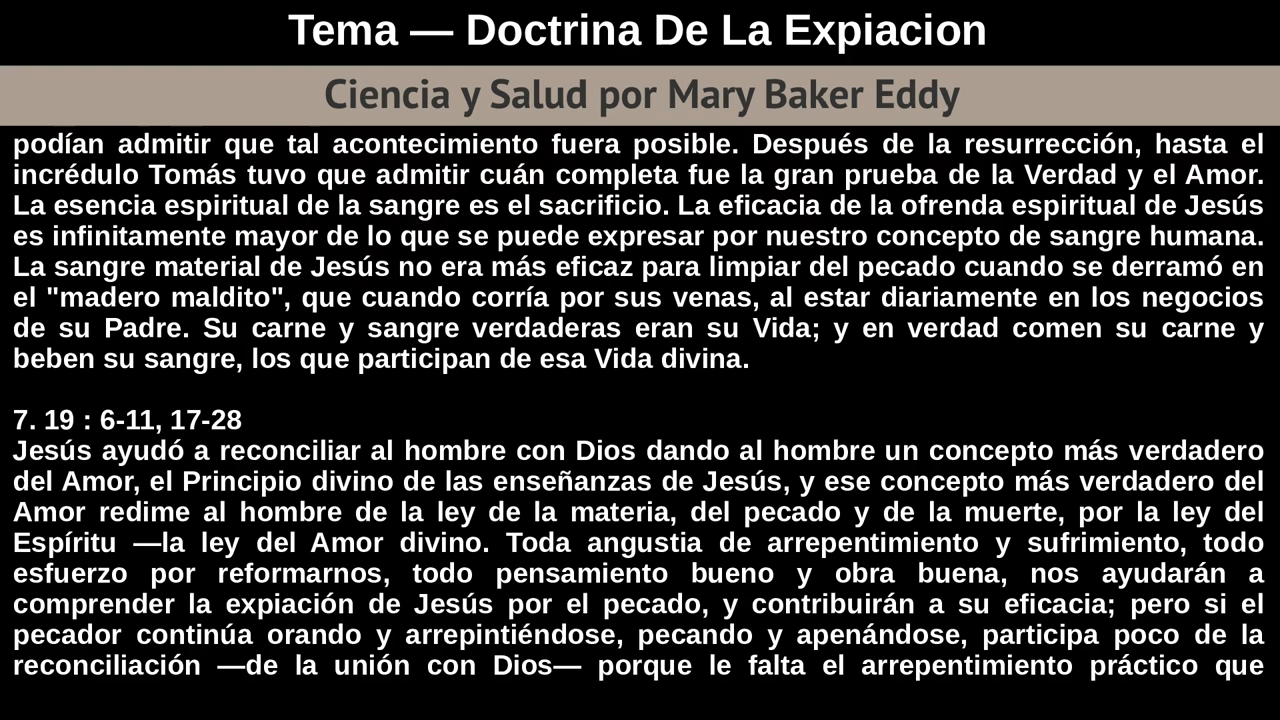 Tema — Doctrina De La Expiacion
Ciencia y Salud por Mary Baker Eddy
podían admitir que tal acontecimiento fuera posible. Después de la resurrección, hasta el
incrédulo Tomás tuvo que admitir cuán completa fue la gran prueba de la Verdad y el Amor.
La esencia espiritual de la sangre es el sacrificio. La eficacia de la ofrenda espiritual de Jesús
es infinitamente mayor de lo que se puede expresar por nuestro concepto de sangre humana.
La sangre material de Jesús no era más eficaz para limpiar del pecado cuando se derramó en
el "madero maldito", que cuando corría por sus venas, al estar diariamente en los negocios
de su Padre. Su carne y sangre verdaderas eran su Vida; y en verdad comen su carne y
beben su sangre, los que participan de esa Vida divina.
7. 19 : 6-11, 17-28
Jesús ayudó a reconciliar al hombre con Dios dando al hombre un concepto más verdadero
del Amor, el Principio divino de las enseñanzas de Jesús, y ese concepto más verdadero del
Amor redime al hombre de la ley de la materia, del pecado y de la muerte, por la ley del
Espíritu —la ley del Amor divino. Toda angustia de arrepentimiento y sufrimiento, todo
esfuerzo por reformarnos, todo pensamiento bueno y obra buena, nos ayudarán a
comprender la expiación de Jesús por el pecado, y contribuirán a su eficacia; pero si el
pecador continúa orando y arrepintiéndose, pecando y apenándose, participa poco de la
reconciliación —de la unión con Dios— porque le falta el arrepentimiento práctico que